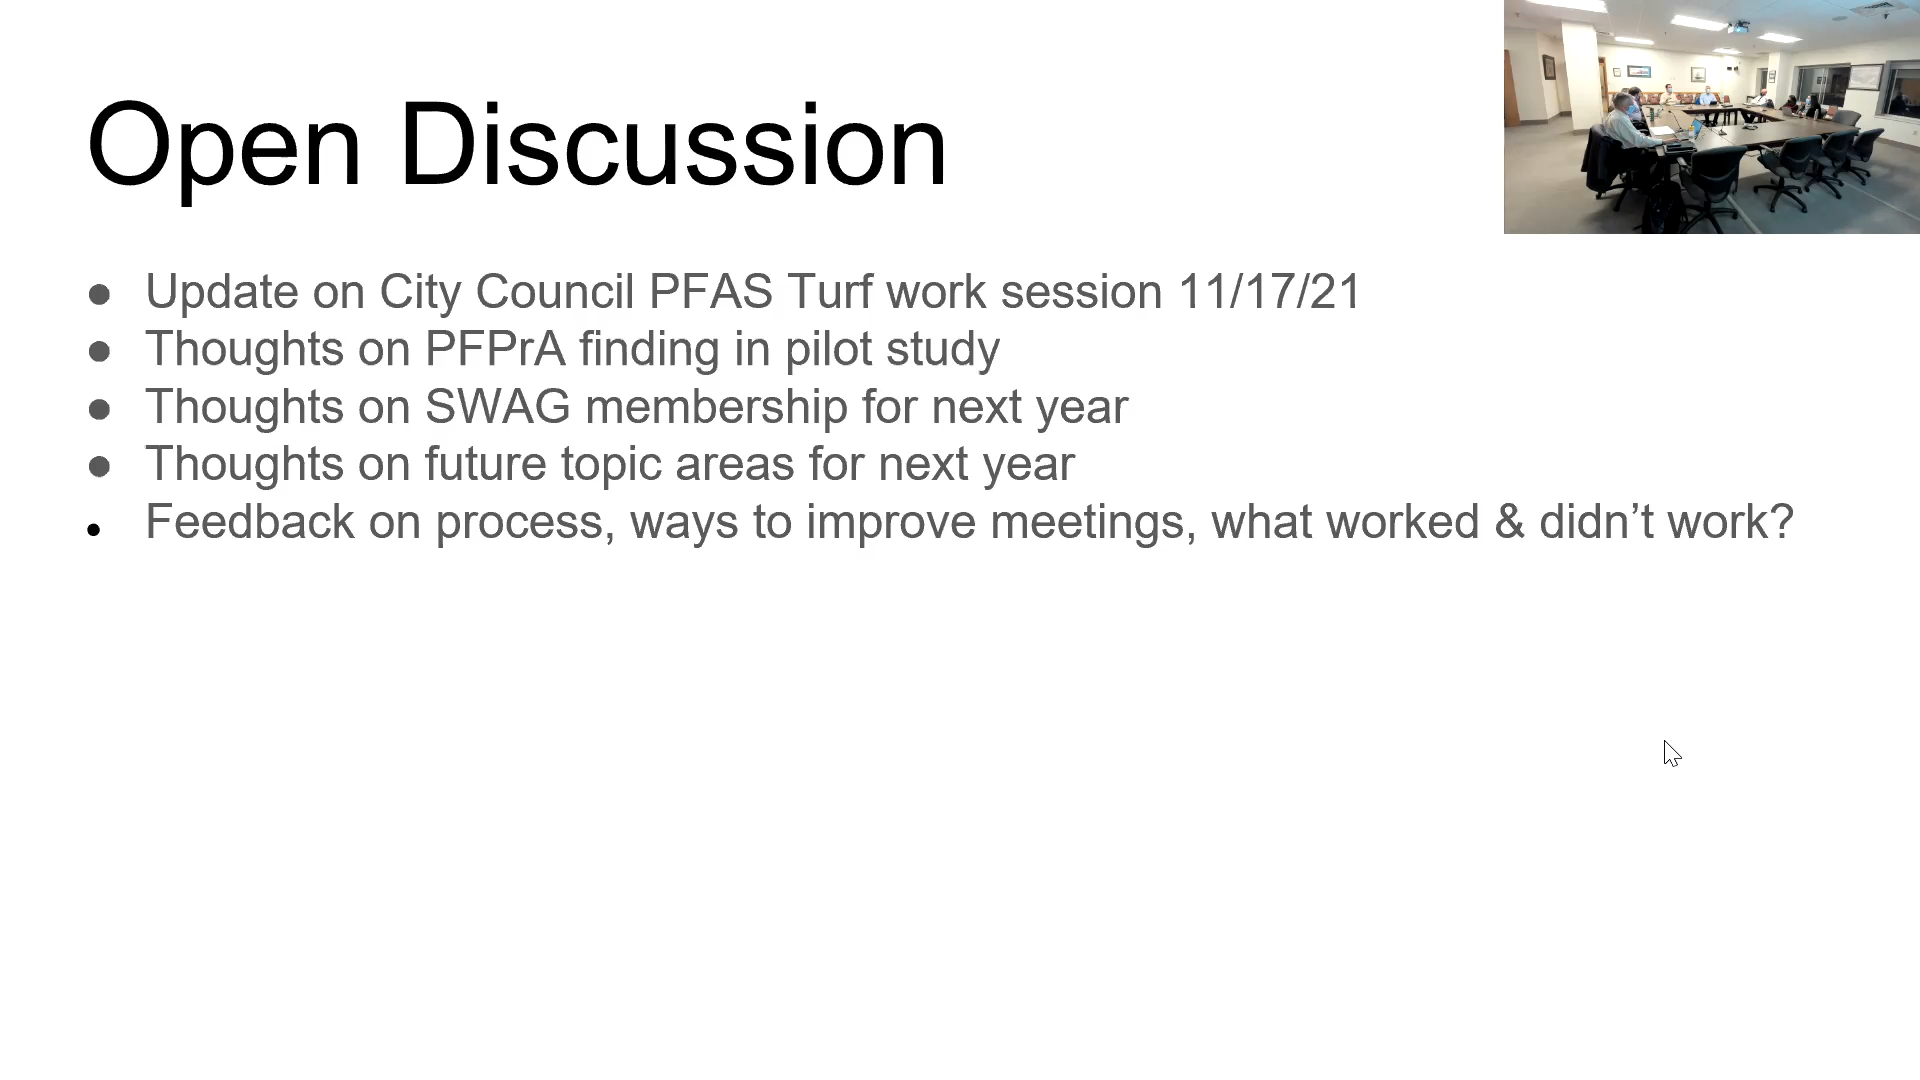 Open Discussion
● Update on City Council PFAS Turf work session 11/17/21
● Thoughts on PFPrA finding in pilot study
● Thoughts on SWAG membership for next year
● Thoughts on future topic areas for next year
● Feedback on process, ways to improve meetings, what worked & didn’t work?